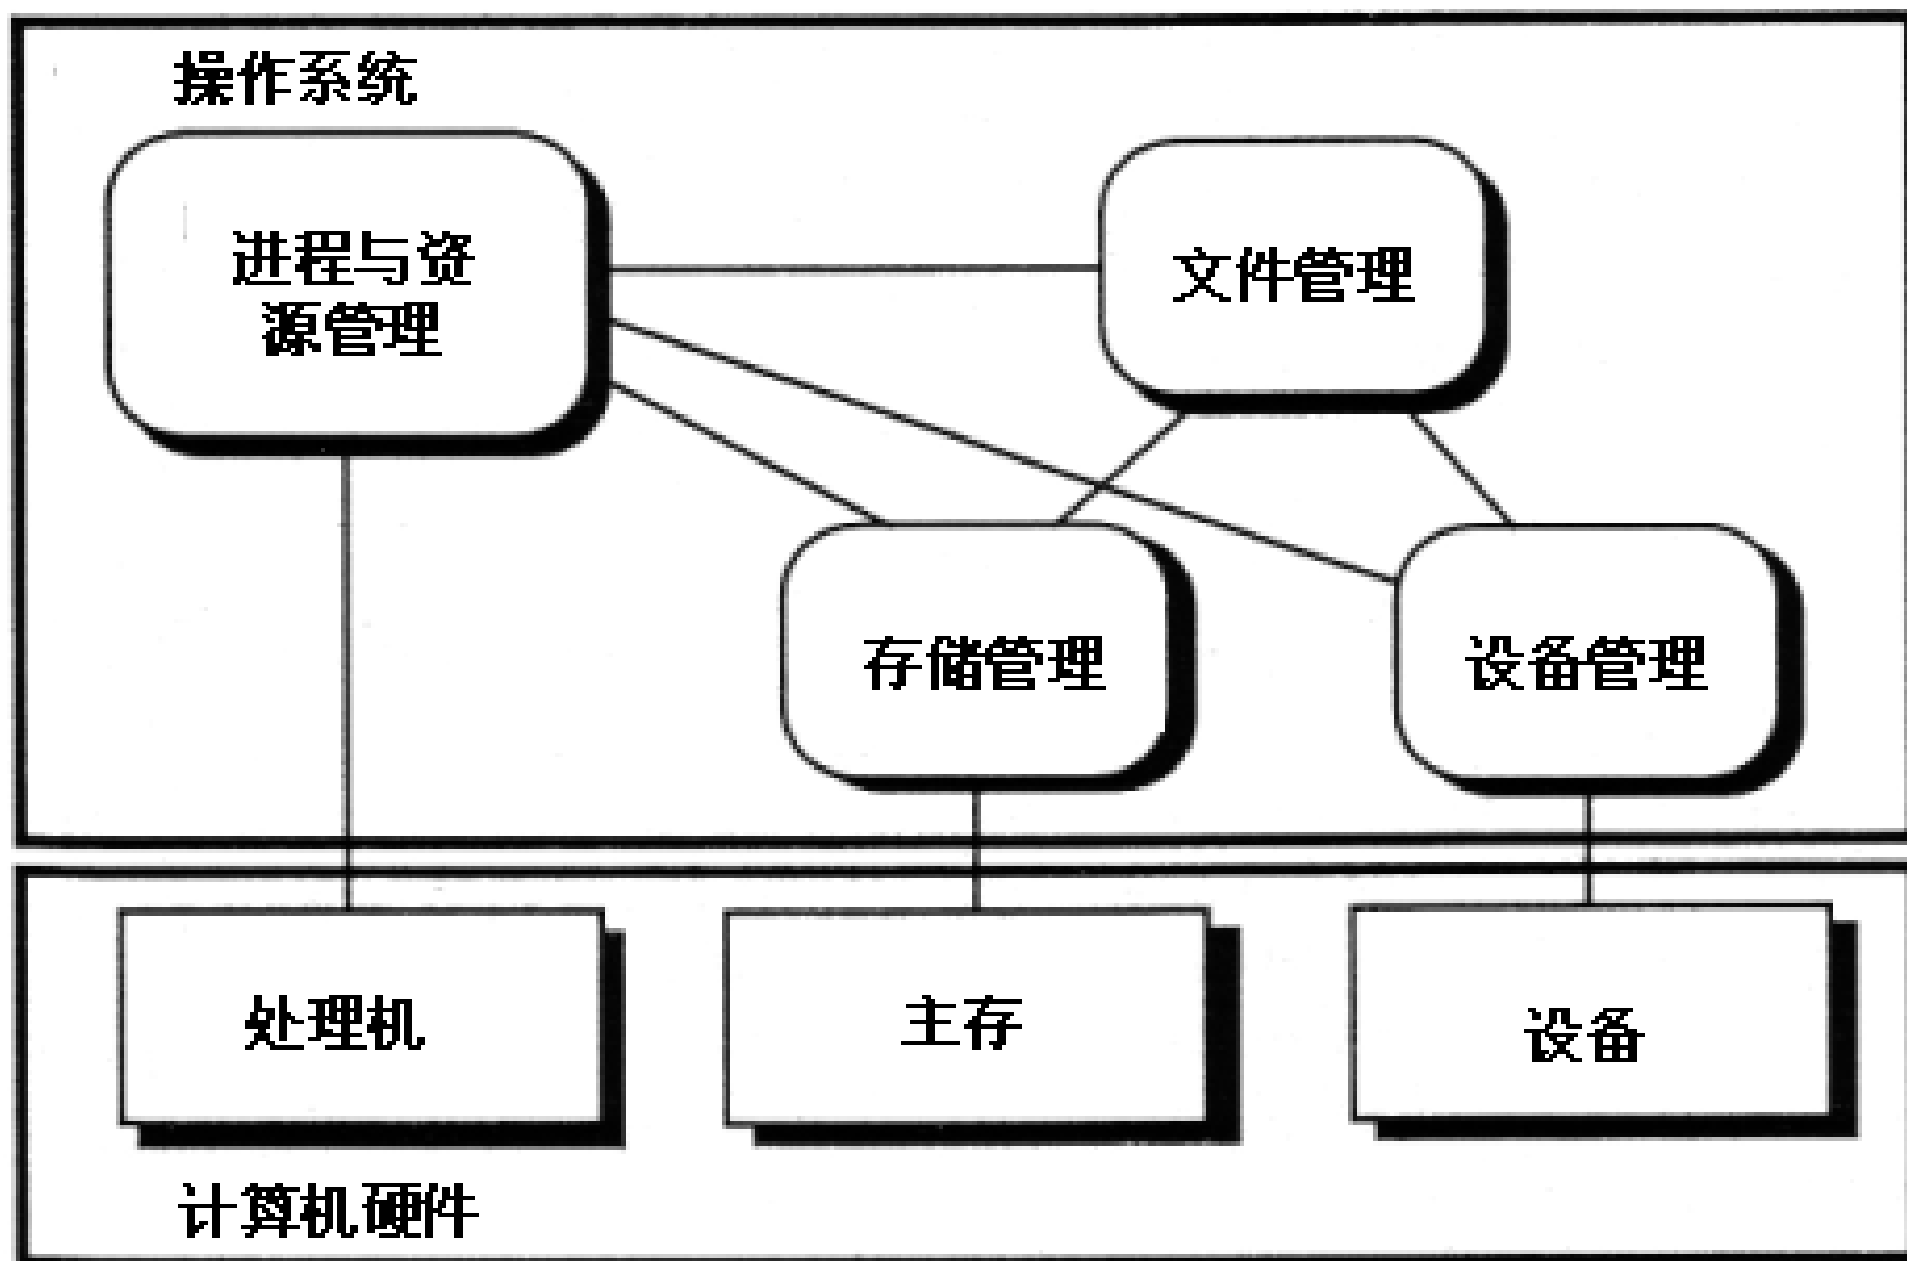 操作系统
进程与资
源管理
文件管理
存储管理
设备管理
处理机
主存
设备
计算机硬件